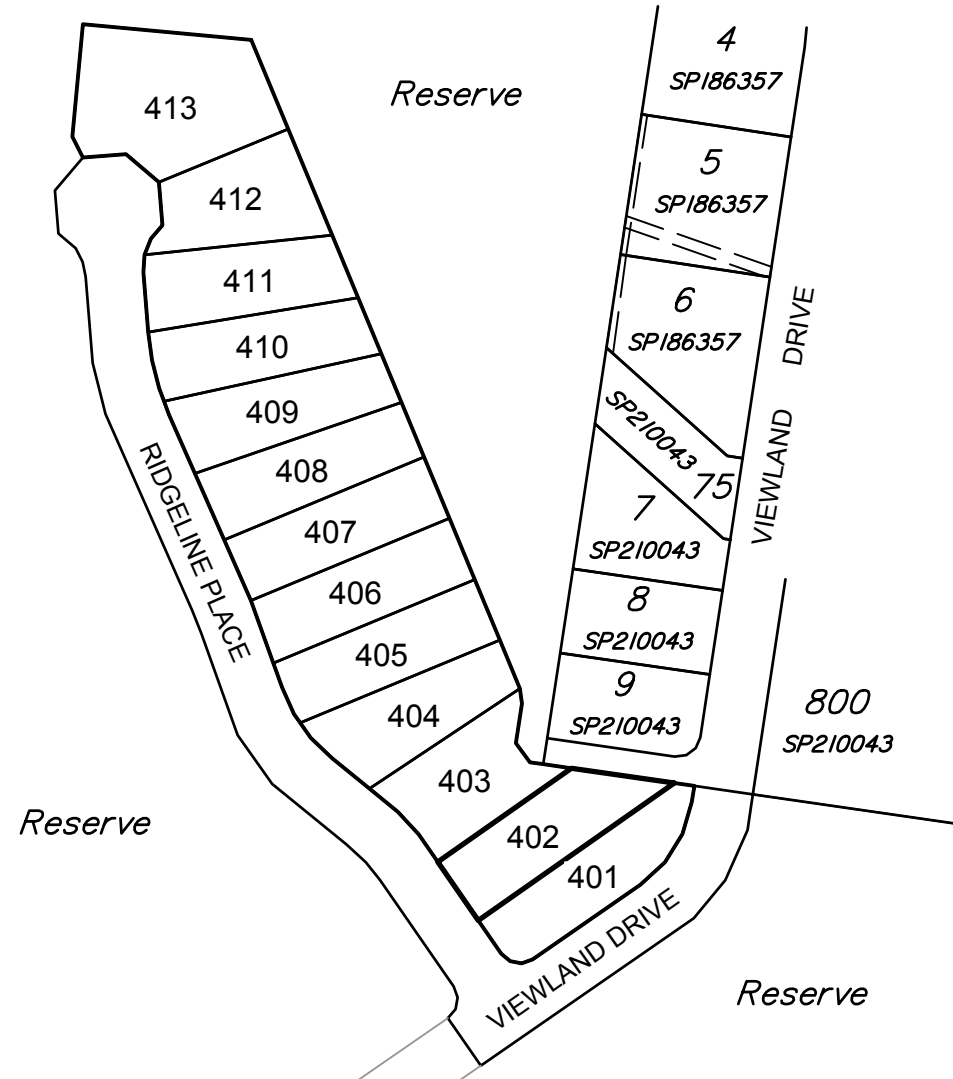 4
SP186357
Reserve
413
5
SP186357
412
411
6
SP186357
DRIVE
VIEWLAND
410
409
SP210043
75
408
7
SP210043
407
RIDGELINE PLACE
406
8
SP210043
405
9
SP210043
404
800
SP210043
403
402
401
Reserve
VIEWLAND DRIVE
Reserve